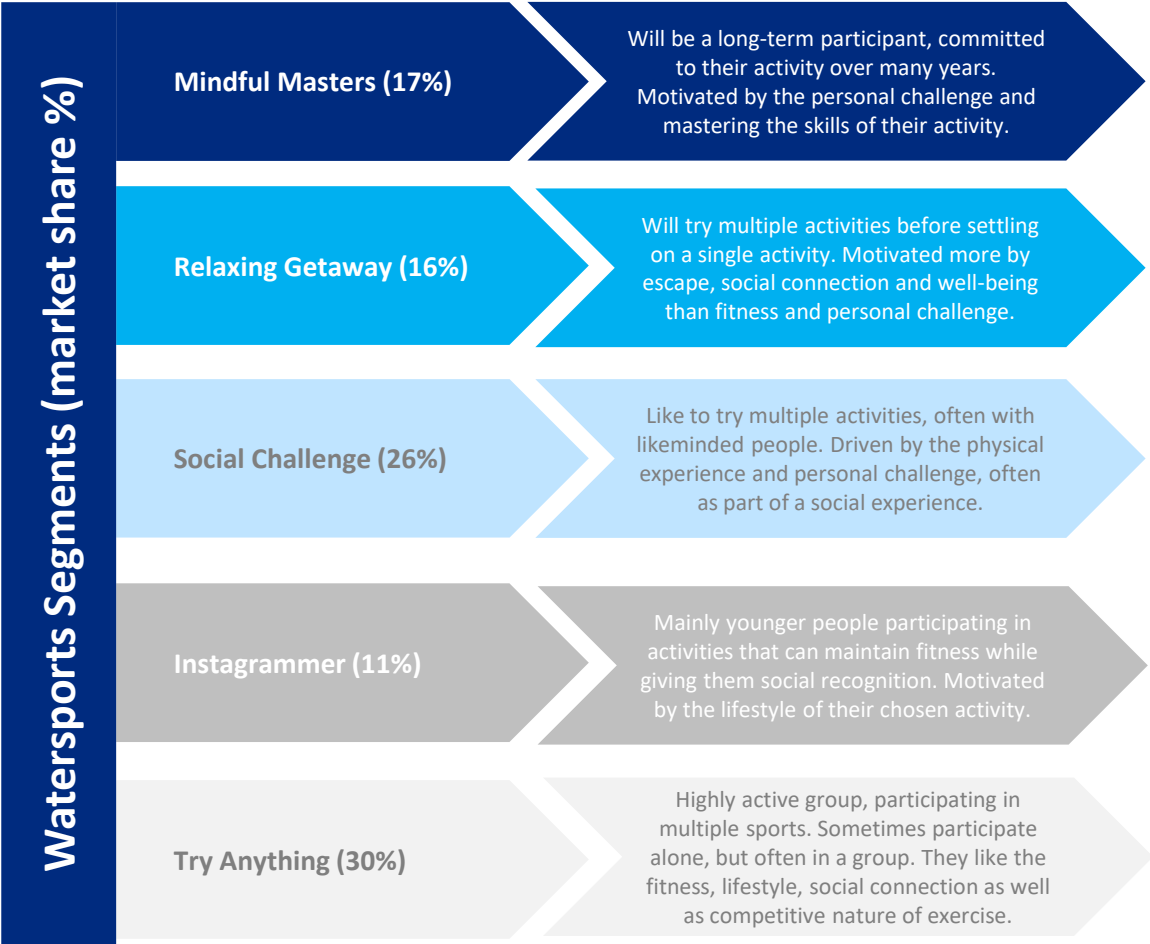 Watersports Segments (market share %)
Mindful Masters (17%)
Will be a long-term participant, committed
to their activity over many years.
Motivated by the personal challenge and
mastering the skills of their activity.
Relaxing Getaway (16%)
Will try multiple activities before settling
on a single activity. Motivated more by
escape, social connection and well-being
than fitness and personal challenge.
Social Challenge (26%)
Like to try multiple activities, often with
likeminded people. Driven by the physical
experience and personal challenge, often
as part of a social experience.
Instagrammer (11%)
Mainly younger people participating in
activities that can maintain fitness while
giving them social recognition. Motivated
by the lifestyle of their chosen activity.
Try Anything (30%)
Highly active group, participating in
multiple sports. Sometimes participate
alone, but often in a group. They like the
fitness, lifestyle, social connection as well
as competitive nature of exercise.